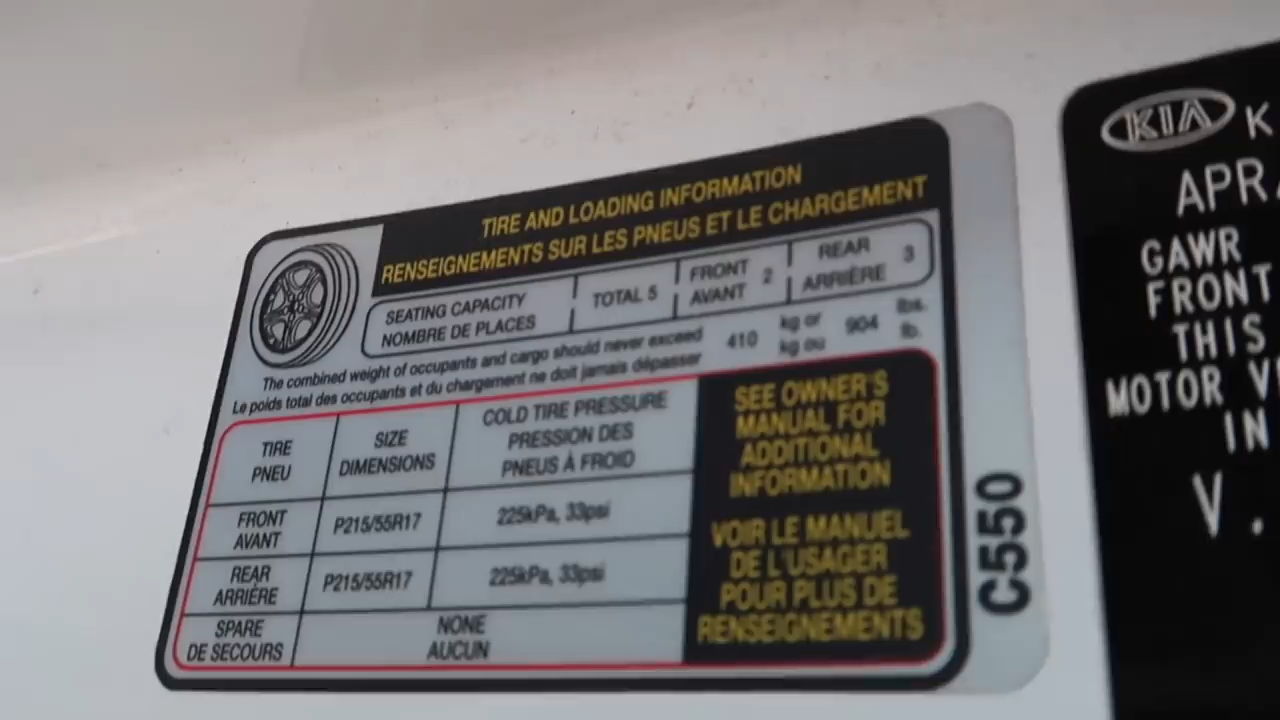 TIRE AND LOADING INFORMATION
RENSEIGNEMENTS SUR LES PNEUS ET LE CHARGEMENT
SEATING CAPACITY
NOMBRE DE PLACES
TOTAL 5
FRONT
AVANT
2
REAR
ARRIÈRE
3
The combined weight of occupants and cargo should never exceed
Le poids total des occupants et du chargement ne doit jamais dépasser
410
kg or
kg ou
904
lbs.
lb.
TIRE
PNEU
SIZE
DIMENSIONS
COLD TIRE PRESSURE
PRESSION DES
PNEUS À FROID
FRONT
AVANT
P215/55R17
225kPa, 33psi
REAR
ARRIÈRE
P215/55R17
225kPa, 33psi
SPARE
DE SECOURS
NONE
AUCUN
SEE OWNER'S
MANUAL FOR
ADDITIONAL
INFORMATION
VOIR LE MANUEL
DE L'USAGER
POUR PLUS DE
RENSEIGNEMENTS
C550
KIA K
APR.
GAWR
FRONT
THIS
MOTOR
IN
V.